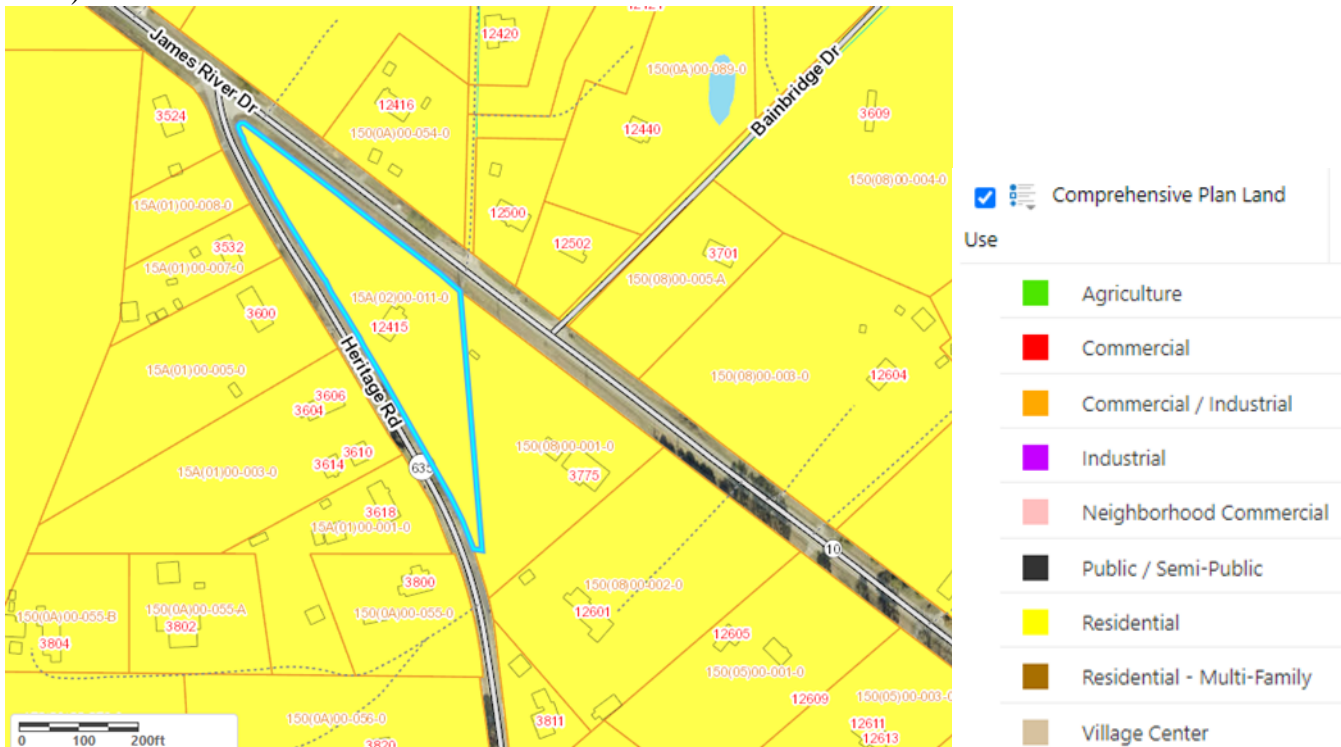 12420
James River Dr
Bainbridge Dr
150(0A)00-089-0
12416
3524
150(0A)00-054-0
12440
3609
150(08)00-004-0
15A(01)00-008-0
12500
3532
12502
3701
15A(01)00-007-0
150(08)00-005-A
15A(02)00-011-0
3600
12415
Heritage Rd
15A(01)00-005-0
150(08)00-003-0
12604
3606
3604
3610
150(08)00-001-0
3614
635
3775
15A(01)00-003-0
3618
15A(01)00-001-0
10
3800
150(08)00-002-0
150(0A)00-055-B
150(0A)00-055-A
150(0A)00-055-0
12601
3802
3804
12605
150(05)00-001-0
12609
150(05)00-003-0
150(0A)00-056-0
3811
12611
12613
3820
0 100 200ft
Comprehensive Plan Land
Use
Agriculture
Commercial
Commercial / Industrial
Industrial
Neighborhood Commercial
Public / Semi-Public
Residential
Residential - Multi-Family
Village Center